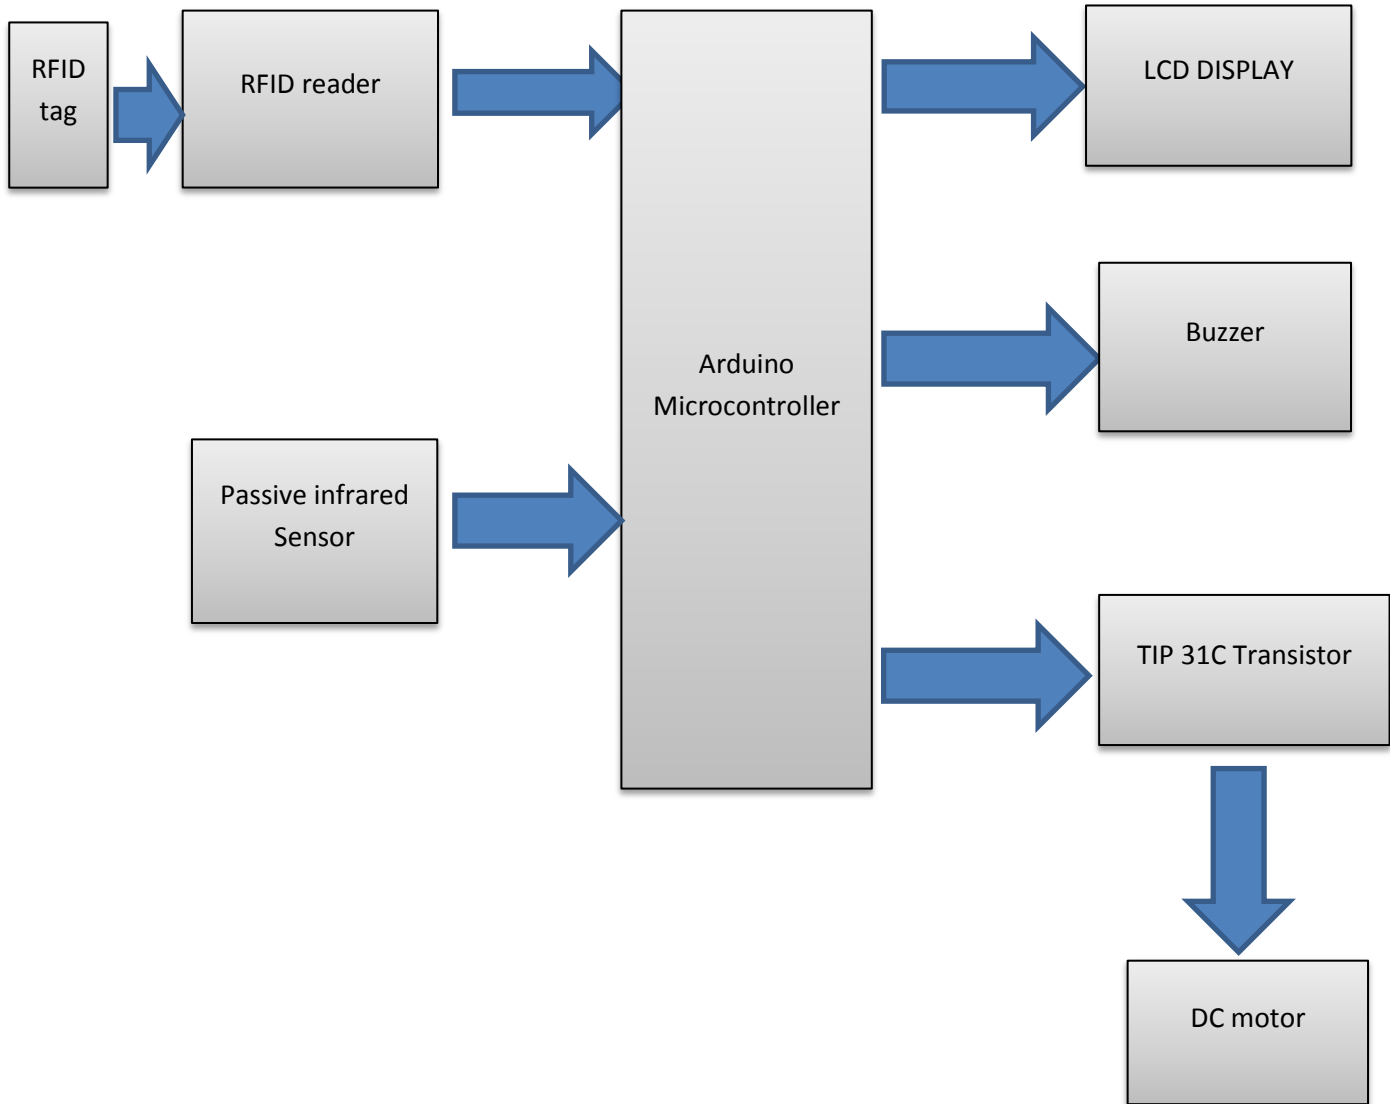 RFID
tag
RFID reader
LCD DISPLAY
Buzzer
Arduino
Microcontroller
Passive infrared
Sensor
TIP 31C Transistor
DC motor